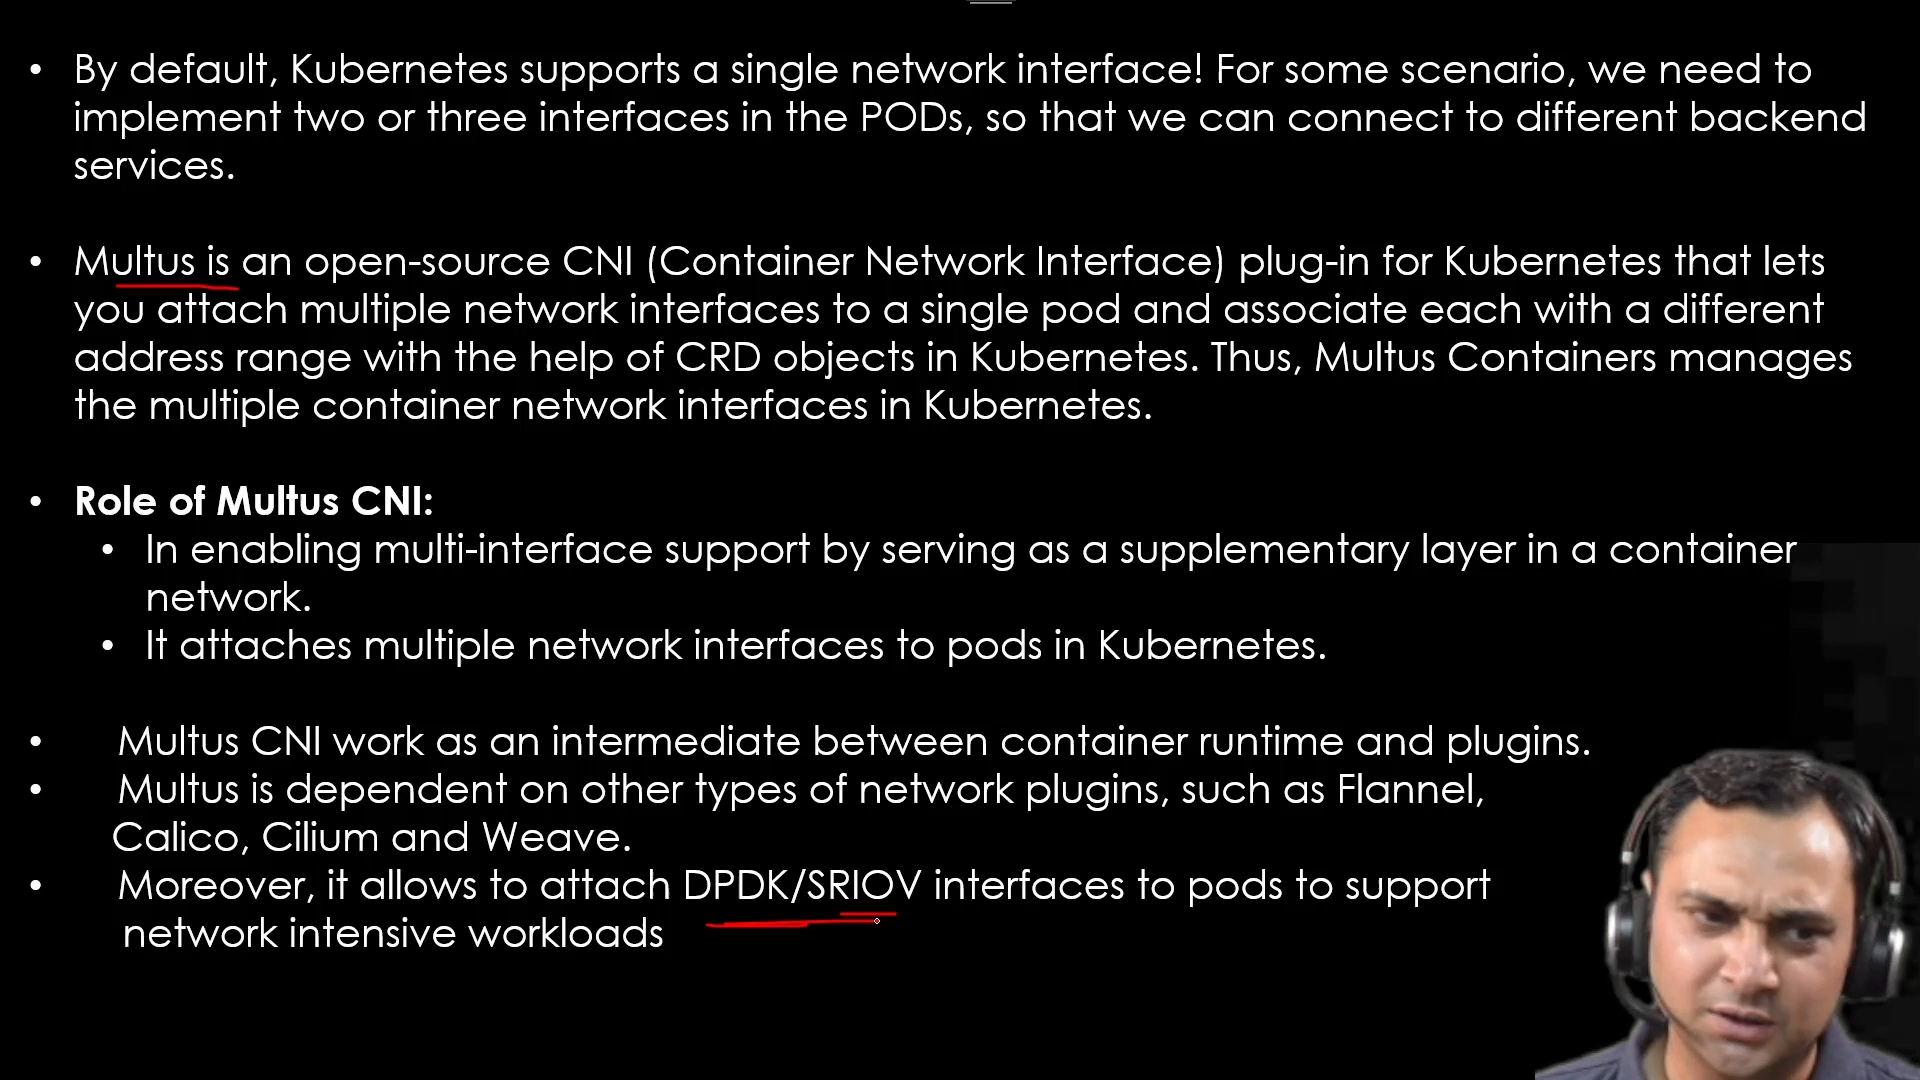 • By default, Kubernetes supports a single network interface! For some scenario, we need to
implement two or three interfaces in the PODs, so that we can connect to different backend
services.
• Multus is an open-source CNI (Container Network Interface) plug-in for Kubernetes that lets
you attach multiple network interfaces to a single pod and associate each with a different
address range with the help of CRD objects in Kubernetes. Thus, Multus Containers manages
the multiple container network interfaces in Kubernetes.
• Role of Multus CNI:
• In enabling multi-interface support by serving as a supplementary layer in a container
network.
• It attaches multiple network interfaces to pods in Kubernetes.
• Multus CNI work as an intermediate between container runtime and plugins.
• Multus is dependent on other types of network plugins, such as Flannel,
Calico, Cilium and Weave.
• Moreover, it allows to attach DPDK/SRIOV interfaces to pods to support
network intensive workloads